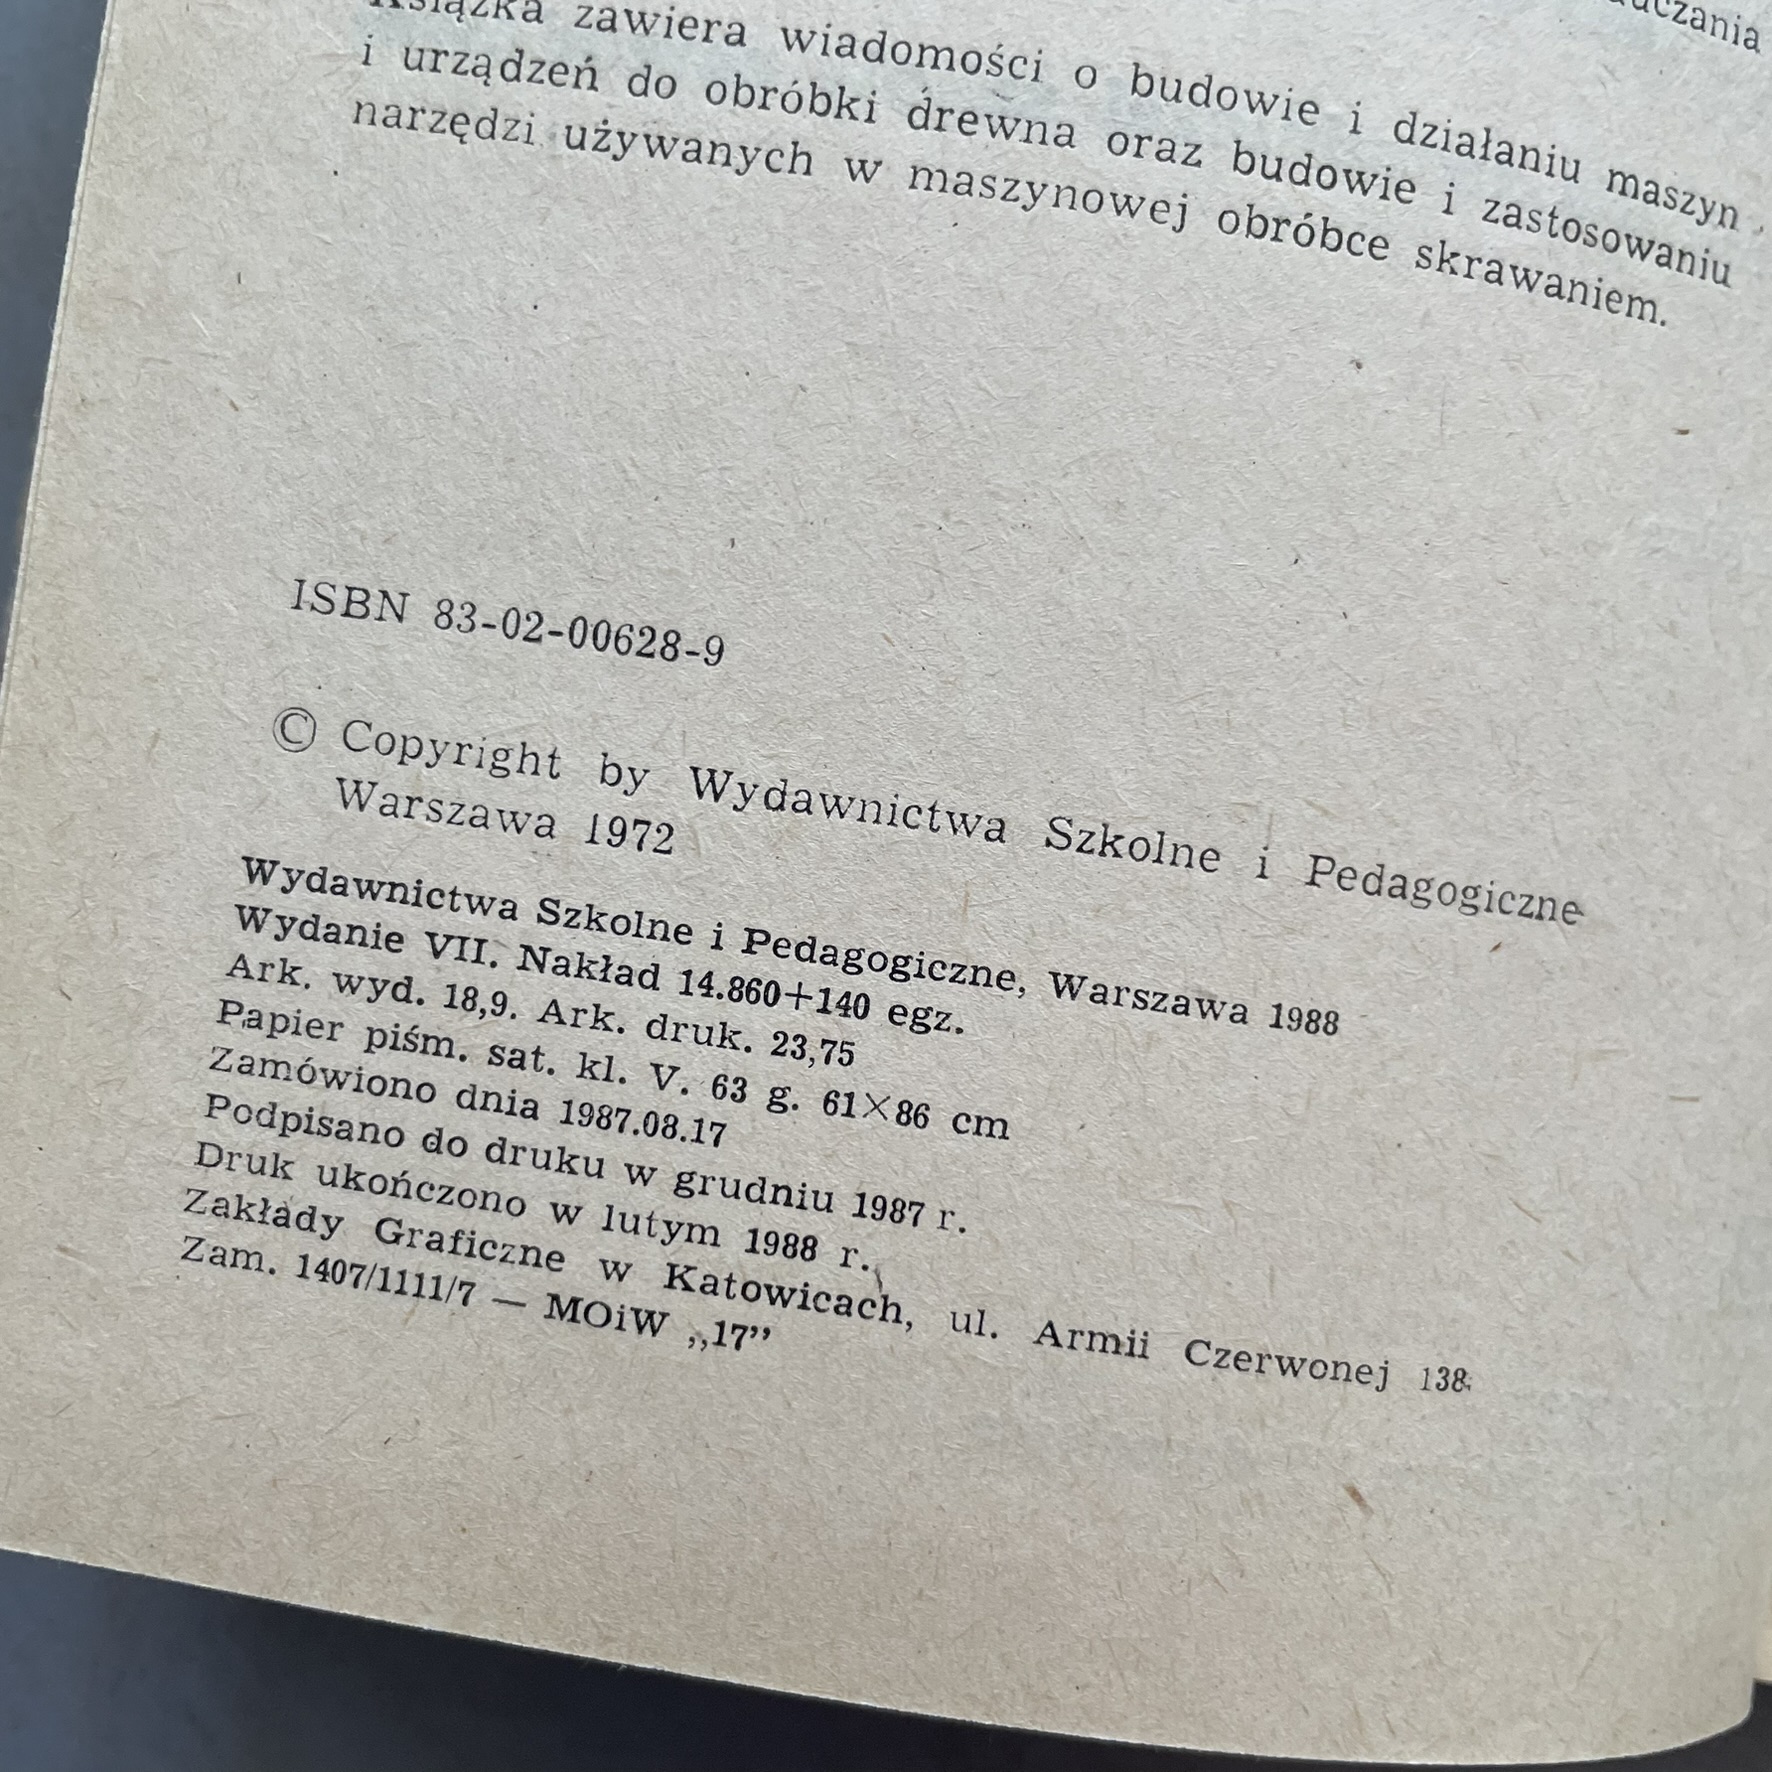 nauczania
Książka zawiera wiadomości o budowie i działaniu maszyn
i urządzeń do obróbki drewna oraz budowie i zastosowaniu
narzędzi używanych w maszynowej obróbce skrawaniem.
ISBN 83-02-00628-9
© Copyright by Wydawnictwa Szkolne i Pedagogiczne
Warszawa 1972
Wydawnictwa Szkolne i Pedagogiczne, Warszawa 1988
Wydanie VII. Nakład 14.860+140 egz.
Ark. wyd. 18,9. Ark. druk. 23,75
Papier piśm. sat. kl. V. 63 g. 61×86 cm
Zamówiono dnia 1987.08.17
Podpisano do druku w grudniu 1987 r.
Druk ukończono w lutym 1988 r.
Zakłady Graficzne w Katowicach, ul. Armii Czerwonej 138
Zam. 1407/1111/7 — MOiW „17”